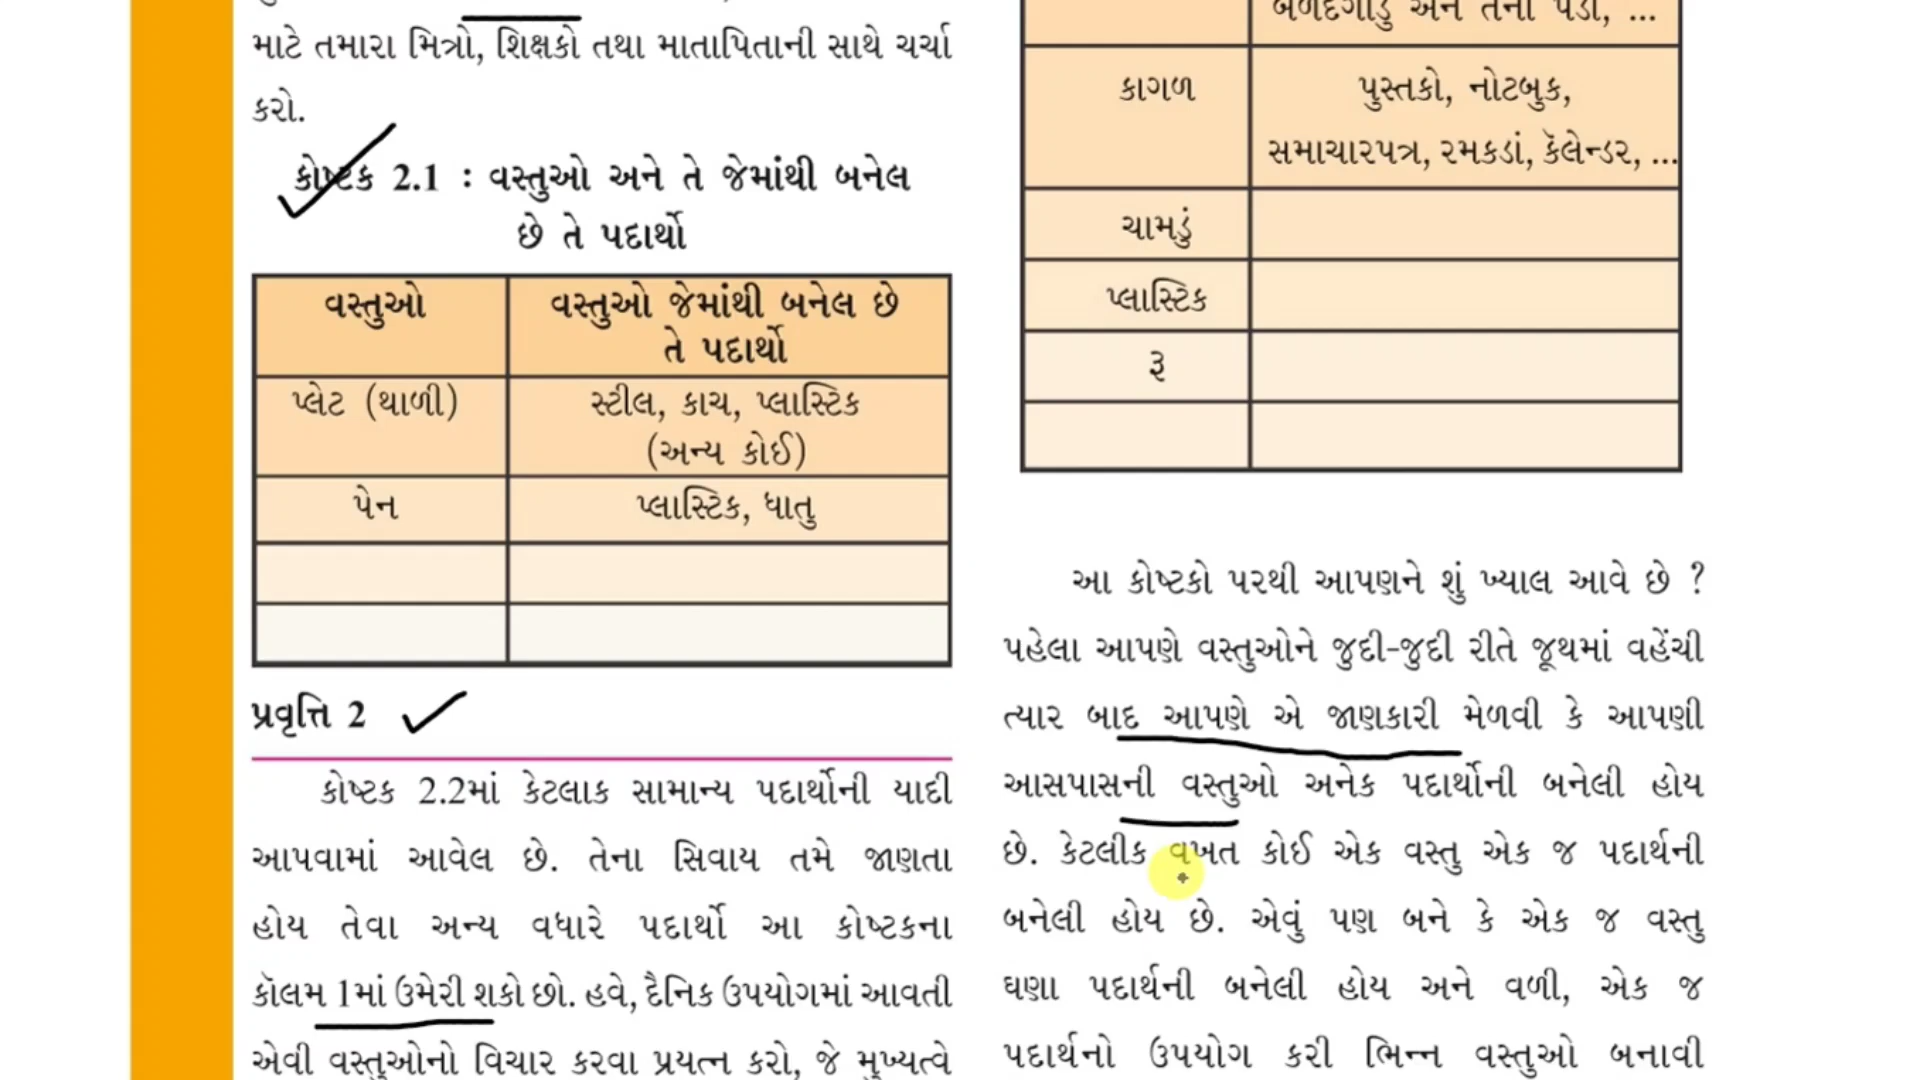 માટે તમારા મિત્રો, શિક્ષકો તથા માતાપિતાની સાથે ચર્ચા
કરો.
કોષ્ટક 2.1 : વસ્તુઓ અને તે જેમાંથી બનેલ
છે તે પદાર્થો
વસ્તુઓ
વસ્તુઓ જેમાંથી બનેલ છે
તે પદાર્થો
પ્લેટ (થાળી)
સ્ટીલ, કાચ, પ્લાસ્ટિક
(અન્ય કોઈ)
પેન
પ્લાસ્ટિક, ધાતુ
પ્રવૃત્તિ 2
કોષ્ટક 2.2માં કેટલાક સામાન્ય પદાર્થોની યાદી
આપવામાં આવેલ છે. તેના સિવાય તમે જાણતા
હોય તેવા અન્ય વધારે પદાર્થો આ કોષ્ટકના
કૉલમ 1માં ઉમેરી શકો છો. હવે, દૈનિક ઉપયોગમાં આવતી
એવી વસ્તુઓનો વિચાર કરવા પ્રયત્ન કરો, જે મુખ્યત્વે
બળદગાડું અને તેના પૈડાં, ...
કાગળ
પુસ્તકો, નોટબુક,
સમાચારપત્ર, રમકડાં, કૅલેન્ડર, ...
ચામડું
પ્લાસ્ટિક
રૂ
આ કોષ્ટકો પરથી આપણને શું ખ્યાલ આવે છે ?
પહેલા આપણે વસ્તુઓને જુદી-જુદી રીતે જૂથમાં વહેંચી
ત્યાર બાદ આપણે એ જાણકારી મેળવી કે આપણી
આસપાસની વસ્તુઓ અનેક પદાર્થોની બનેલી હોય
છે. કેટલીક વખત કોઈ એક વસ્તુ એક જ પદાર્થની
બનેલી હોય છે. એવું પણ બને કે એક જ વસ્તુ
ઘણા પદાર્થની બનેલી હોય અને વળી, એક જ
પદાર્થનો ઉપયોગ કરી ભિન્ન વસ્તુઓ બનાવી